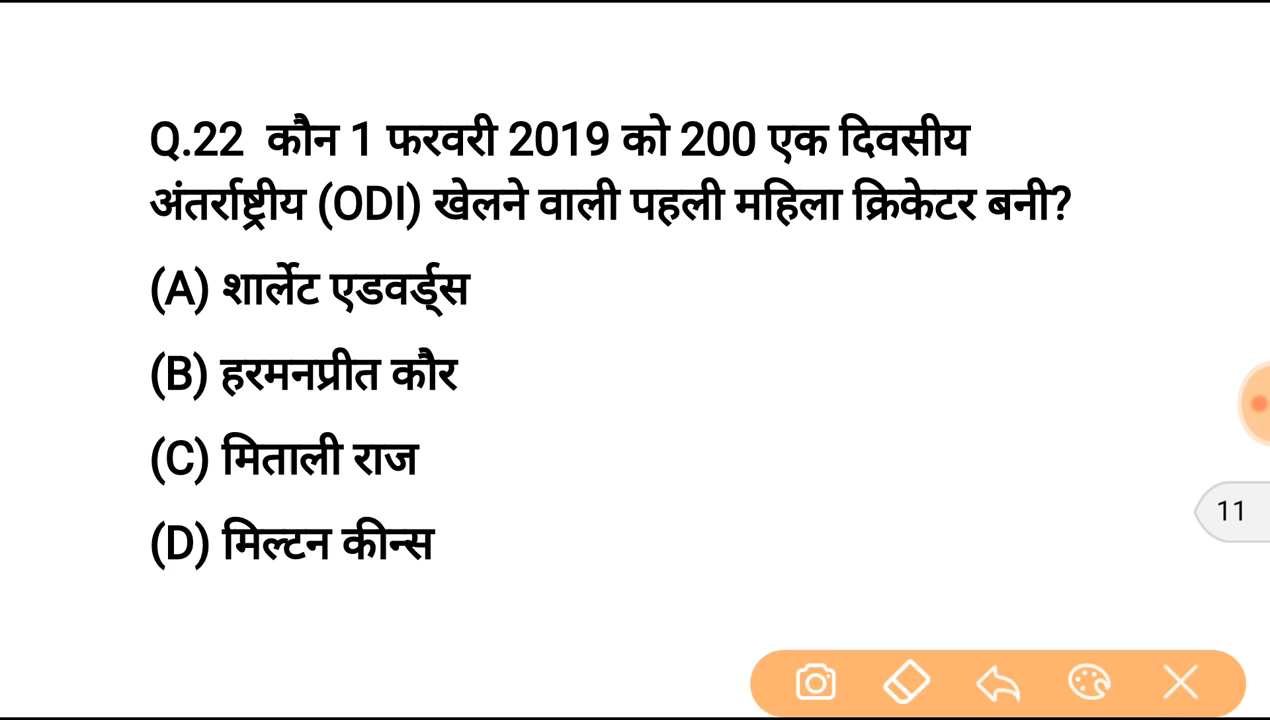 Q.22 कौन 1 फरवरी 2019 को 200 एक दिवसीय
अंतर्राष्ट्रीय (ODI) खेलने वाली पहली महिला क्रिकेटर बनी?
(A) शार्लेट एडवर्ड्स
(B) हरमनप्रीत कौर
(C) मिताली राज
(D) मिल्टन कीन्स
11